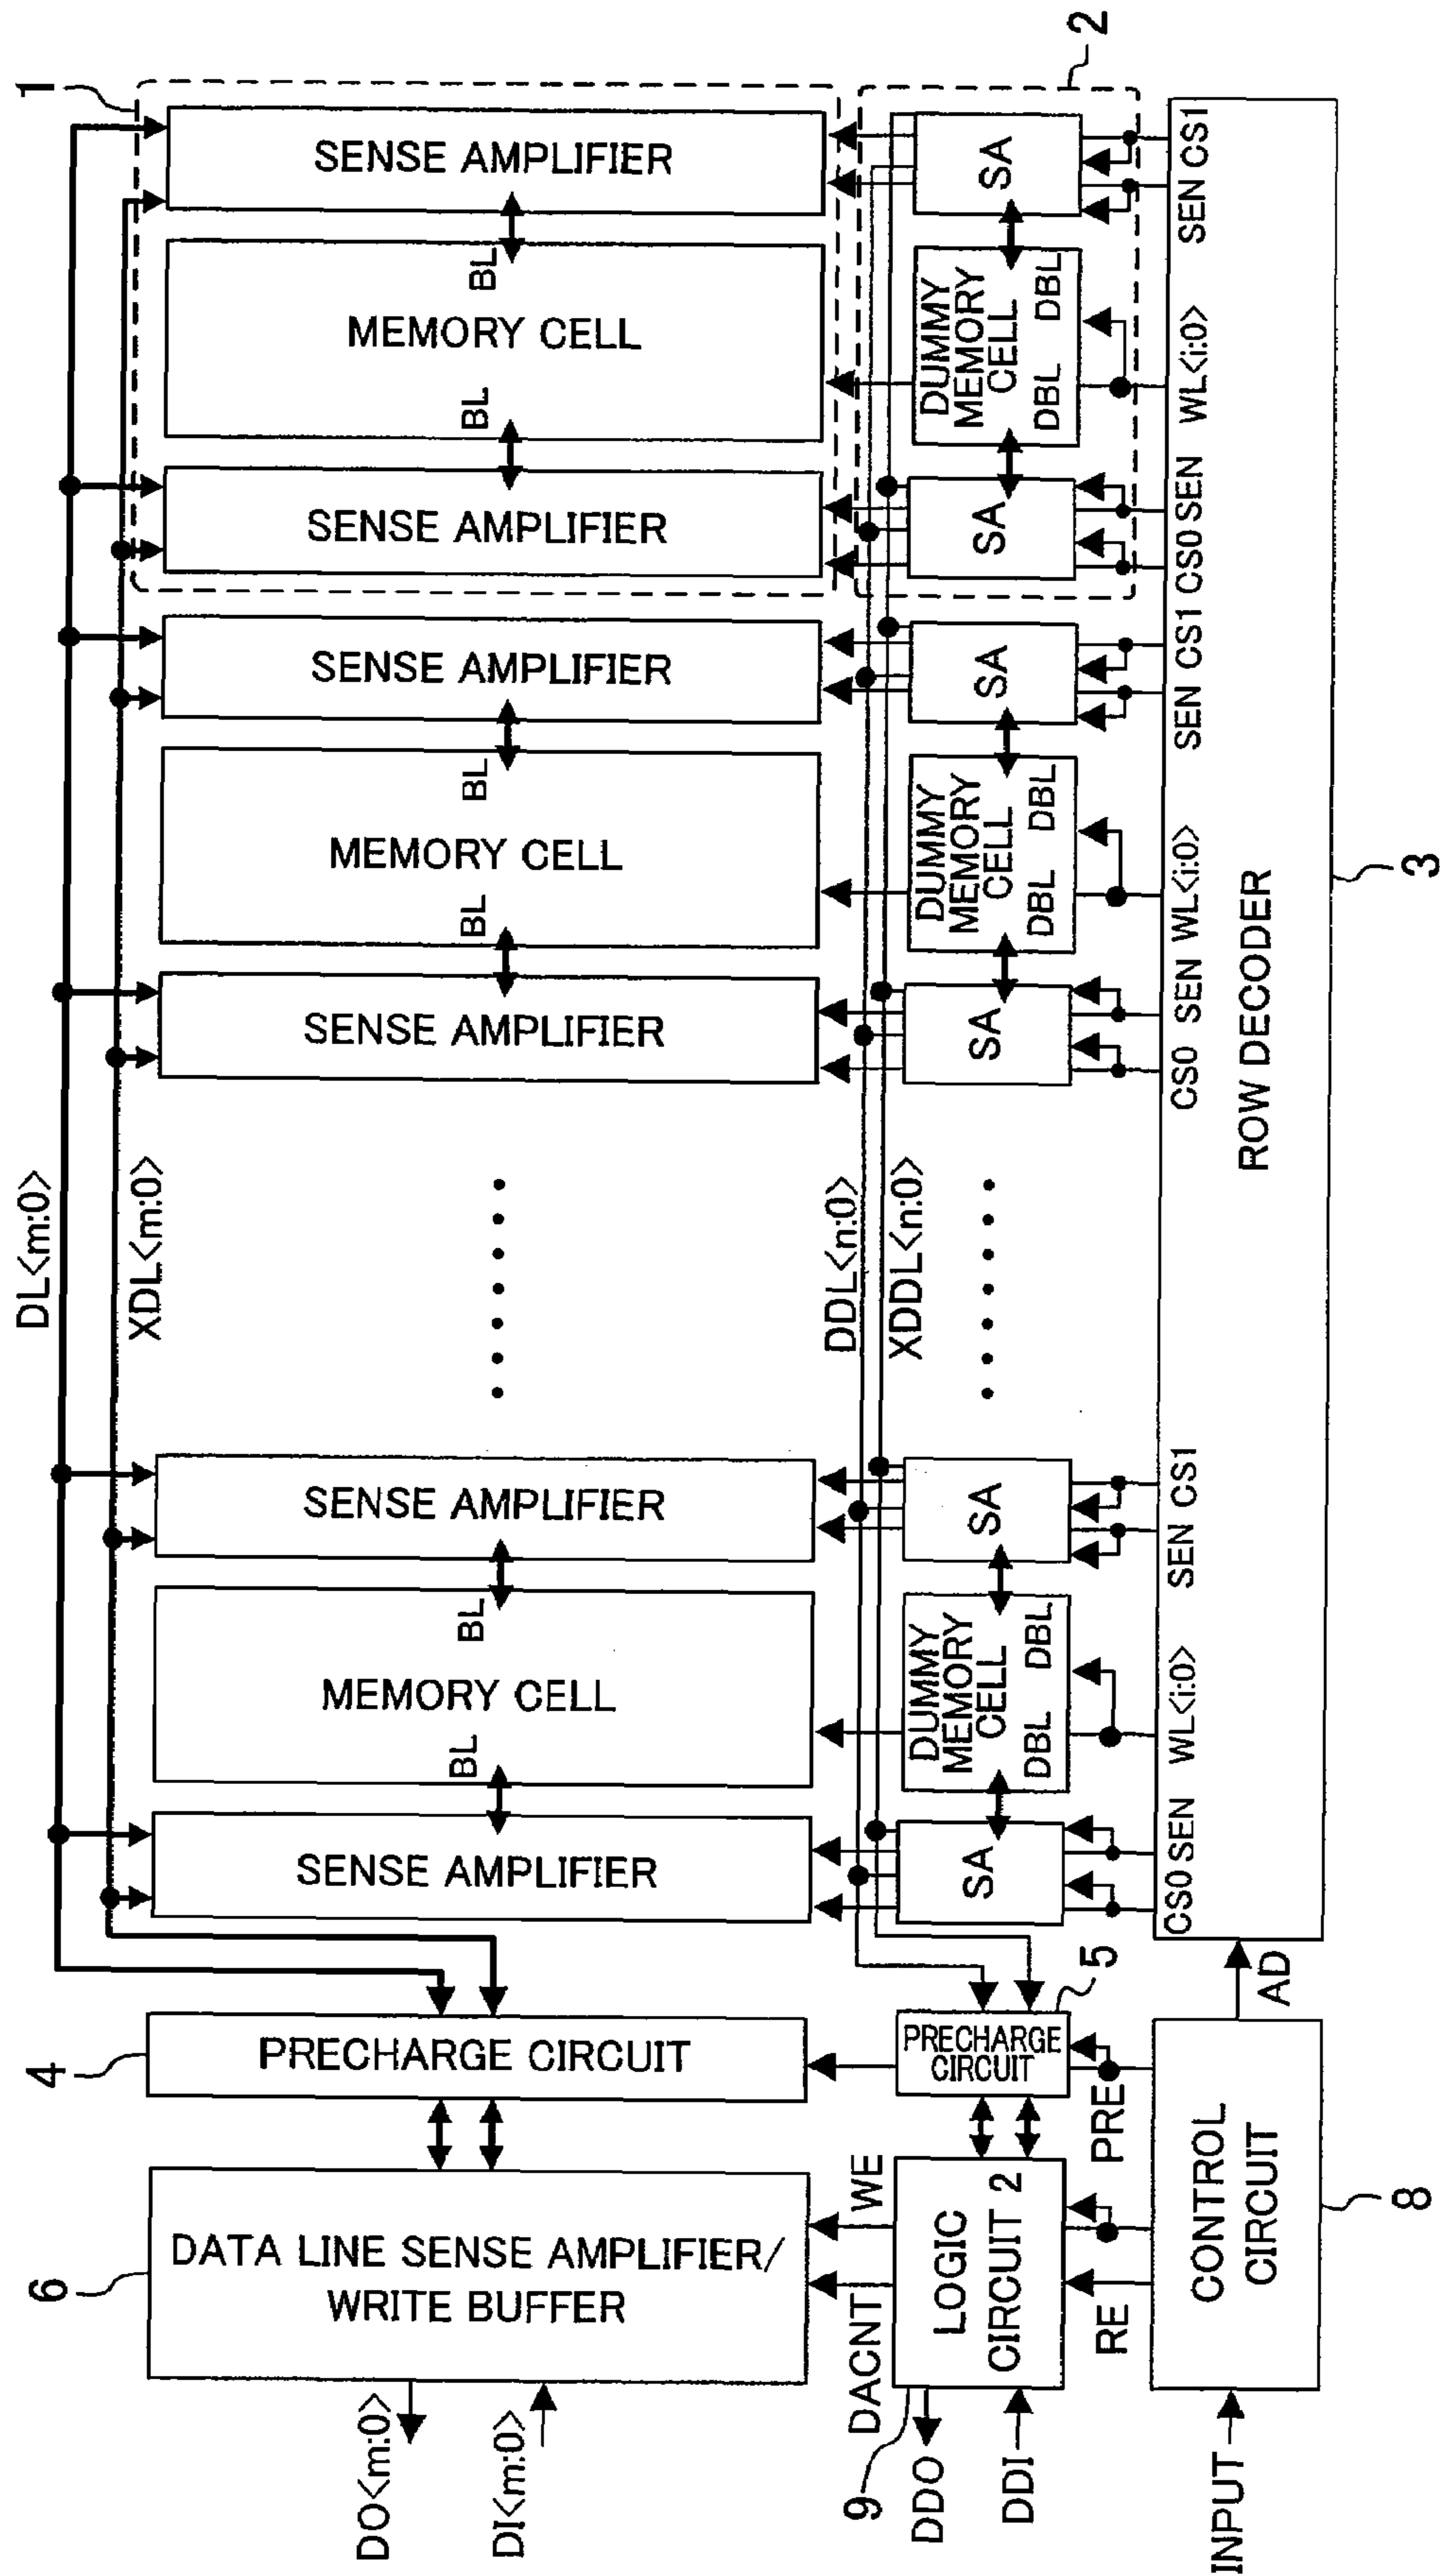 1
2
SENSE AMPLIFIER
SA
SEN CS1
BL
MEMORY CELL
BL
DUMMY
MEMORY
CELL
DBL DBL
WL<i:0>
SENSE AMPLIFIER
SA
CS0 SEN
SENSE AMPLIFIER
SA
SEN CS1
BL
MEMORY CELL
BL
DUMMY
MEMORY
CELL
DBL DBL
WL<i:0>
SENSE AMPLIFIER
SA
CS0 SEN
ROW DECODER
3
DL<m:0>
XDL<m:0>
DDL<n:0>
XDDL<n:0>
SENSE AMPLIFIER
SA
SEN CS1
BL
MEMORY CELL
BL
DUMMY
MEMORY
CELL
DBL DBL
WL<i:0>
SENSE AMPLIFIER
SA
CS0 SEN
4
PRECHARGE CIRCUIT
PRECHARGE
CIRCUIT
5
AD
PRE
6
DATA LINE SENSE AMPLIFIER/
WRITE BUFFER
WE
DACNT
LOGIC
CIRCUIT 2
9
RE
CONTROL
CIRCUIT
8
DO<m:0>
DI<m:0>
DDO
DDI
INPUT